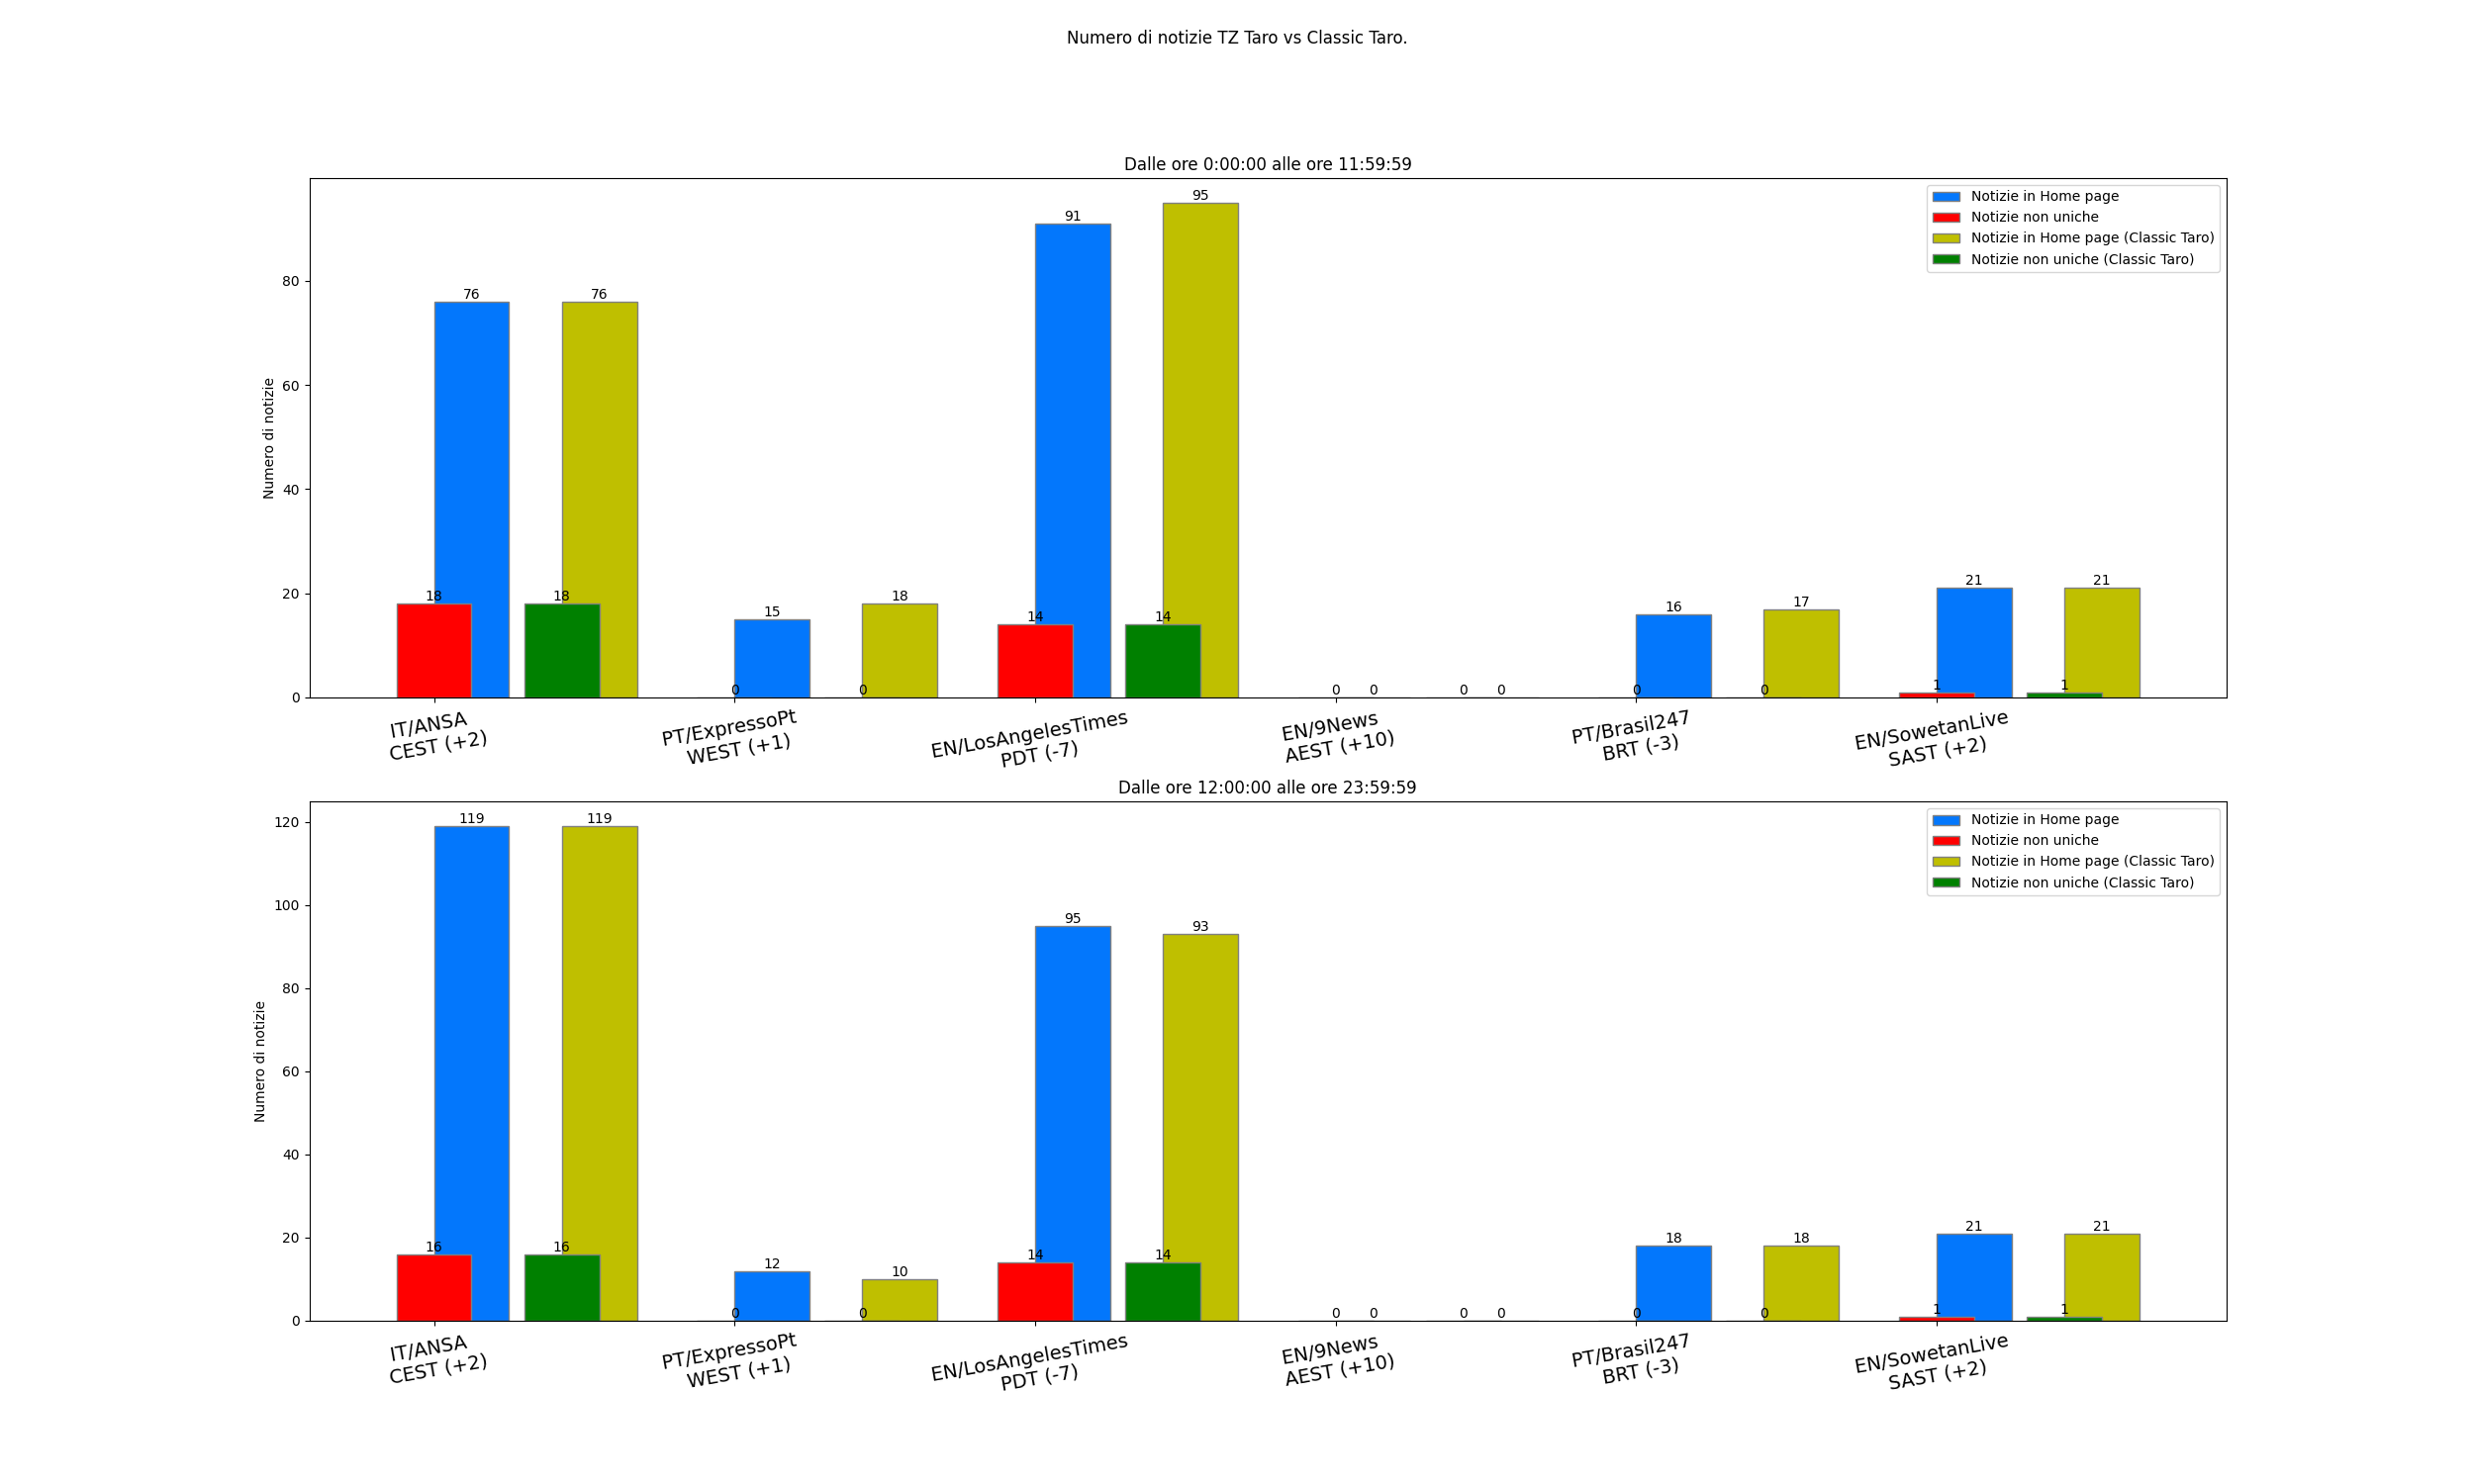 Numero di notizie TZ Taro vs Classic Taro.
Dalle ore 0:00:00 alle ore 11:59:59
Notizie in Home page
Notizie non uniche
Notizie in Home page (Classic Taro)
Notizie non uniche (Classic Taro)
Numero di notizie
80
60
40
20
0
76
76
18
18
15
18
0
0
91
95
14
14
0
0
0
0
16
17
0
0
21
21
1
1
IT/ANSA
CEST (+2)
PT/ExpressoPt
WEST (+1)
EN/LosAngelesTimes
PDT (-7)
EN/9News
AEST (+10)
PT/Brasil247
BRT (-3)
EN/SowetanLive
SAST (+2)
Dalle ore 12:00:00 alle ore 23:59:59
Notizie in Home page
Notizie non uniche
Notizie in Home page (Classic Taro)
Notizie non uniche (Classic Taro)
Numero di notizie
120
100
80
60
40
20
0
119
119
16
16
12
10
0
0
95
93
14
14
0
0
0
0
18
18
0
0
21
21
1
1
IT/ANSA
CEST (+2)
PT/ExpressoPt
WEST (+1)
EN/LosAngelesTimes
PDT (-7)
EN/9News
AEST (+10)
PT/Brasil247
BRT (-3)
EN/SowetanLive
SAST (+2)